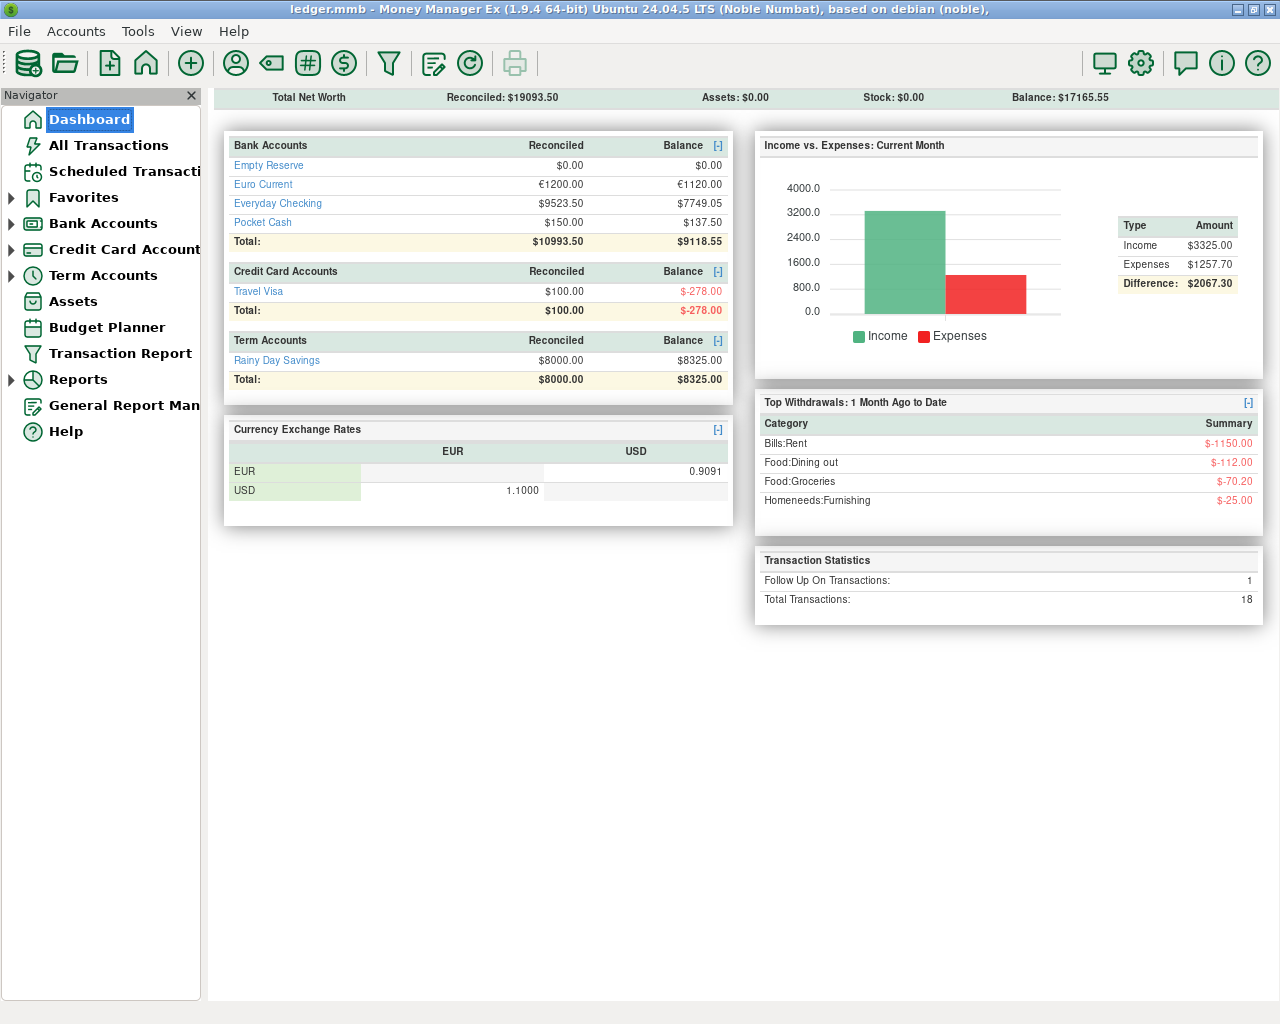 ledger.mmb - Money Manager Ex (1.9.4 64-bit) Ubuntu 24.04.5 LTS (Noble Numbat), based on debian (noble),
File Accounts Tools View Help
Navigator
Dashboard
All Transactions
Scheduled Transacti
Favorites
Bank Accounts
Credit Card Account
Term Accounts
Assets
Budget Planner
Transaction Report
Reports
General Report Man
Help
Total Net Worth Reconciled: $19093.50 Assets: $0.00 Stock: $0.00 Balance: $17165.55
Bank Accounts Reconciled Balance [-]
Empty Reserve $0.00 $0.00
Euro Current €1200.00 €1120.00
Everyday Checking $9523.50 $7749.05
Pocket Cash $150.00 $137.50
Total: $10993.50 $9118.55
Credit Card Accounts Reconciled Balance [-]
Travel Visa $100.00 $-278.00
Total: $100.00 $-278.00
Term Accounts Reconciled Balance [-]
Rainy Day Savings $8000.00 $8325.00
Total: $8000.00 $8325.00
Currency Exchange Rates [-]
EUR USD
EUR 0.9091
USD 1.1000
Income vs. Expenses: Current Month
4000.0
3200.0
2400.0
1600.0
800.0
0.0
Income Expenses
Type Amount
Income $3325.00
Expenses $1257.70
Difference: $2067.30
Top Withdrawals: 1 Month Ago to Date [-]
Category Summary
Bills:Rent $-1150.00
Food:Dining out $-112.00
Food:Groceries $-70.20
Homeneeds:Furnishing $-25.00
Transaction Statistics
Follow Up On Transactions: 1
Total Transactions: 18